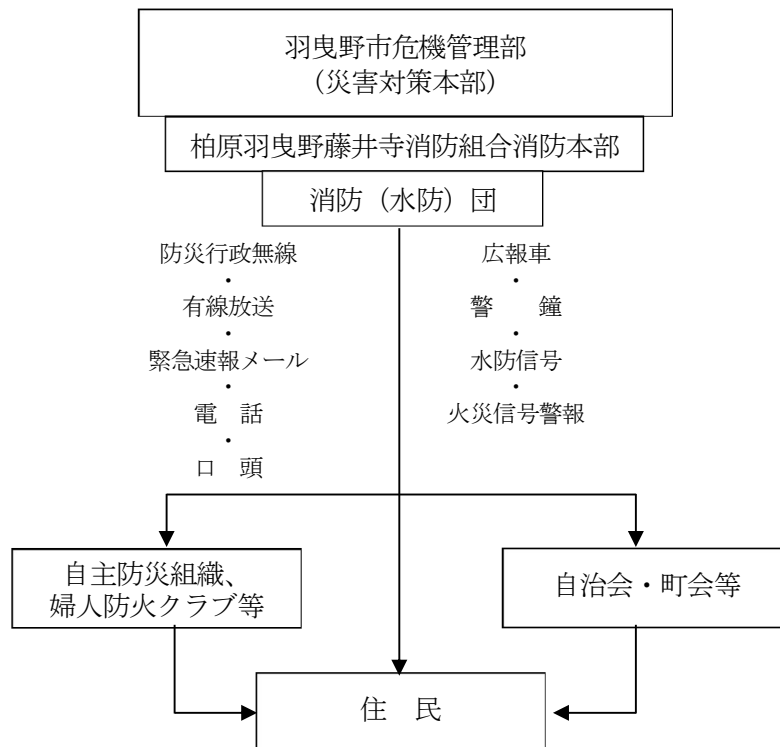 羽曳野市危機管理部
（災害対策本部）
柏原羽曳野藤井寺消防組合消防本部
消防（水防）団
防災行政無線
・
有線放送
・
緊急速報メール
・
電　話
・
口　頭
広報車
・
警　鐘
・
水防信号
・
火災信号警報
自主防災組織、
婦人防火クラブ等
自治会・町会等
住　民